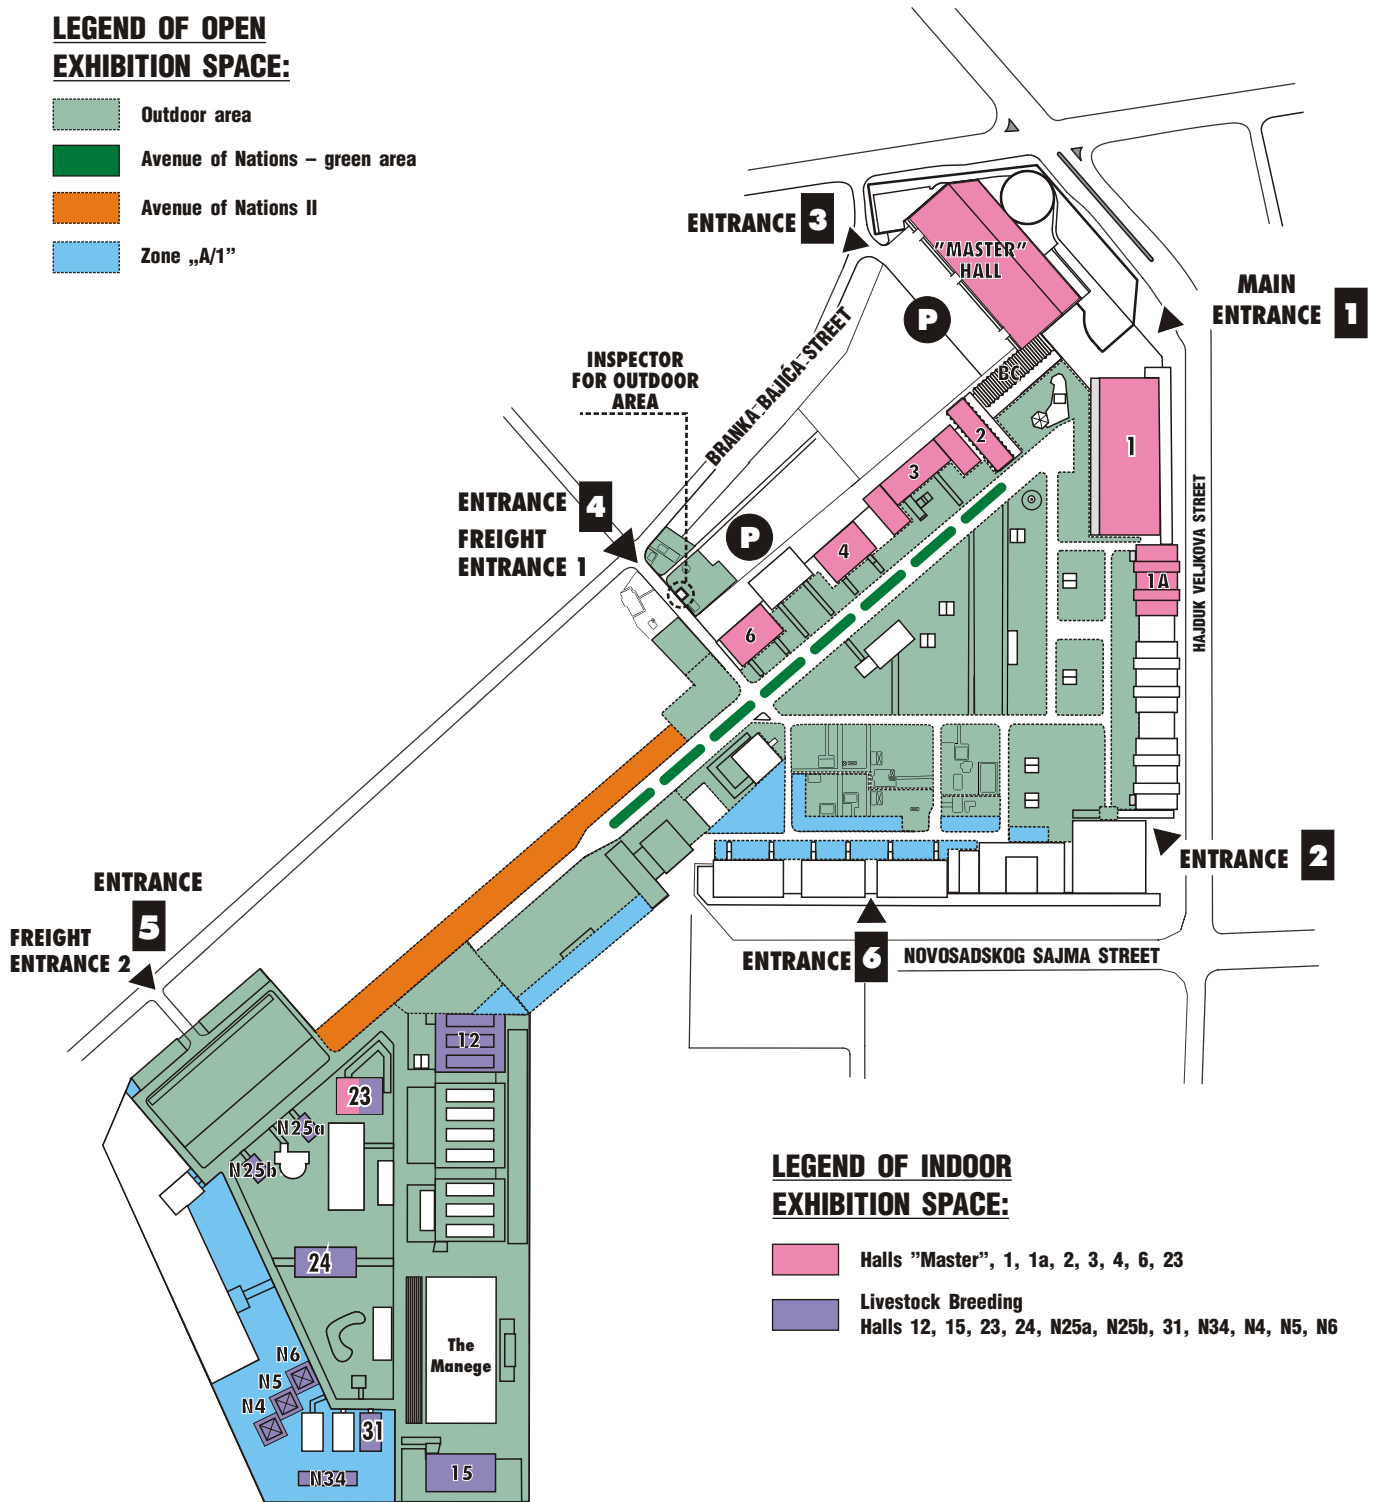 LEGEND OF OPEN
EXHIBITION SPACE:
Outdoor area
Avenue of Nations – green area
Avenue of Nations II
Zone „A/1”
ENTRANCE 3
”MASTER”
HALL
MAIN
ENTRANCE 1
P
BRANKA BAJIĆA STREET
INSPECTOR
FOR OUTDOOR
AREA
BC
2
1
3
HAJDUK VELJKOVA STREET
ENTRANCE 4
FREIGHT
ENTRANCE 1
P
4
1A
6
ENTRANCE 2
ENTRANCE
5
FREIGHT
ENTRANCE 2
ENTRANCE 6
NOVOSADSKOG SAJMA STREET
12
23
N25a
N25b
24
The
Manege
N6
N5
N4
31
N34
15
LEGEND OF INDOOR
EXHIBITION SPACE:
Halls ”Master”, 1, 1a, 2, 3, 4, 6, 23
Livestock Breeding
Halls 12, 15, 23, 24, N25a, N25b, 31, N34, N4, N5, N6